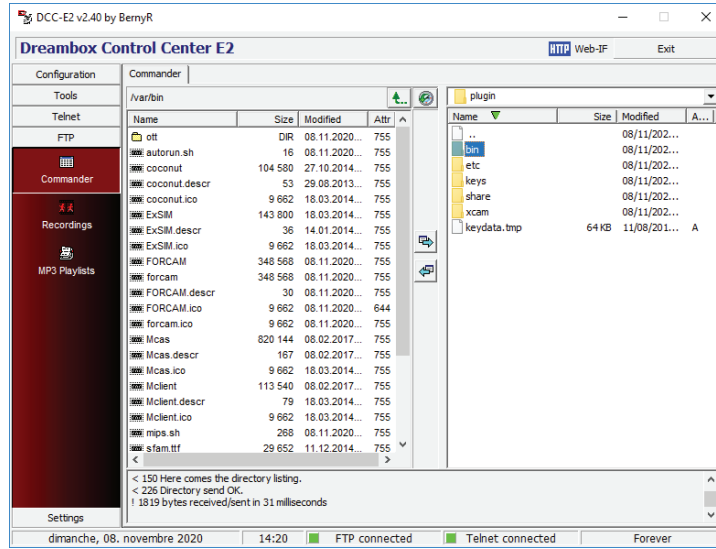 DCC-E2 v2.40 by BernyR
Dreambox Control Center E2
HTTP Web-IF Exit
Configuration
Tools
Telnet
FTP
Commander
Recordings
MP3 Playlists
Settings
Commander
/var/bin
Name Size Modified Attr
ott DIR 08.11.2020... 755
autorun.sh 16 08.11.2020... 755
coconut 104 580 27.10.2014... 755
coconut.descr 53 29.08.2013... 755
coconut.ico 9 662 18.03.2014... 755
ExSIM 143 800 18.03.2014... 755
ExSIM.descr 36 14.01.2014... 755
ExSIM.ico 9 662 18.03.2014... 755
FORCAM 348 568 08.11.2020... 755
forcam 348 568 08.11.2020... 755
FORCAM.descr 30 08.11.2020... 755
FORCAM.ico 9 662 08.11.2020... 644
forcam.ico 9 662 08.11.2020... 755
Mcas 820 144 08.02.2017... 755
Mcas.descr 167 08.02.2017... 755
Mcas.ico 9 662 18.03.2014... 755
Mclient 113 540 08.02.2017... 755
Mclient.descr 79 18.03.2014... 755
Mclient.ico 9 662 18.03.2014... 755
mips.sh 268 08.11.2020... 755
sfam.ttf 29 652 11.12.2014... 755
plugin
Name Size Modified A...
.. 08/11/202...
bin 08/11/202...
etc 08/11/202...
keys 08/11/202...
share 08/11/202...
xcam 08/11/202...
keydata.tmp 64 KB 11/08/201... A
< 150 Here comes the directory listing.
< 226 Directory send OK.
! 1819 bytes received/sent in 31 milliseconds
dimanche, 08. novembre 2020 14:20 FTP connected Telnet connected Forever